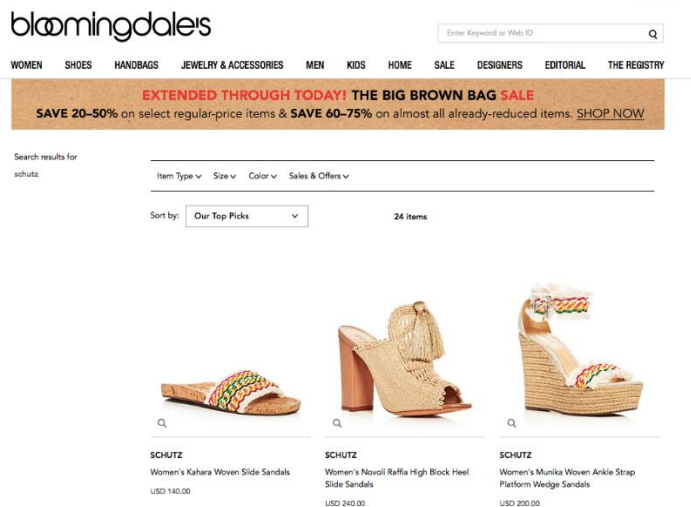 bloomingdale's
Enter Keyword or Web ID
WOMEN SHOES HANDBAGS JEWELRY & ACCESSORIES MEN KIDS HOME SALE DESIGNERS EDITORIAL THE REGISTRY
EXTENDED THROUGH TODAY! THE BIG BROWN BAG SALE
SAVE 20–50% on select regular-price items & SAVE 60–75% on almost all already-reduced items. SHOP NOW
Search results for
schutz
Item Type Size Color Sales & Offers
Sort by: Our Top Picks 24 items
SCHUTZ
Women's Kahara Woven Slide Sandals
USD 140.00
SCHUTZ
Women's Novoli Raffia High Block Heel
Slide Sandals
USD 240.00
SCHUTZ
Women's Munika Woven Ankle Strap
Platform Wedge Sandals
USD 200.00